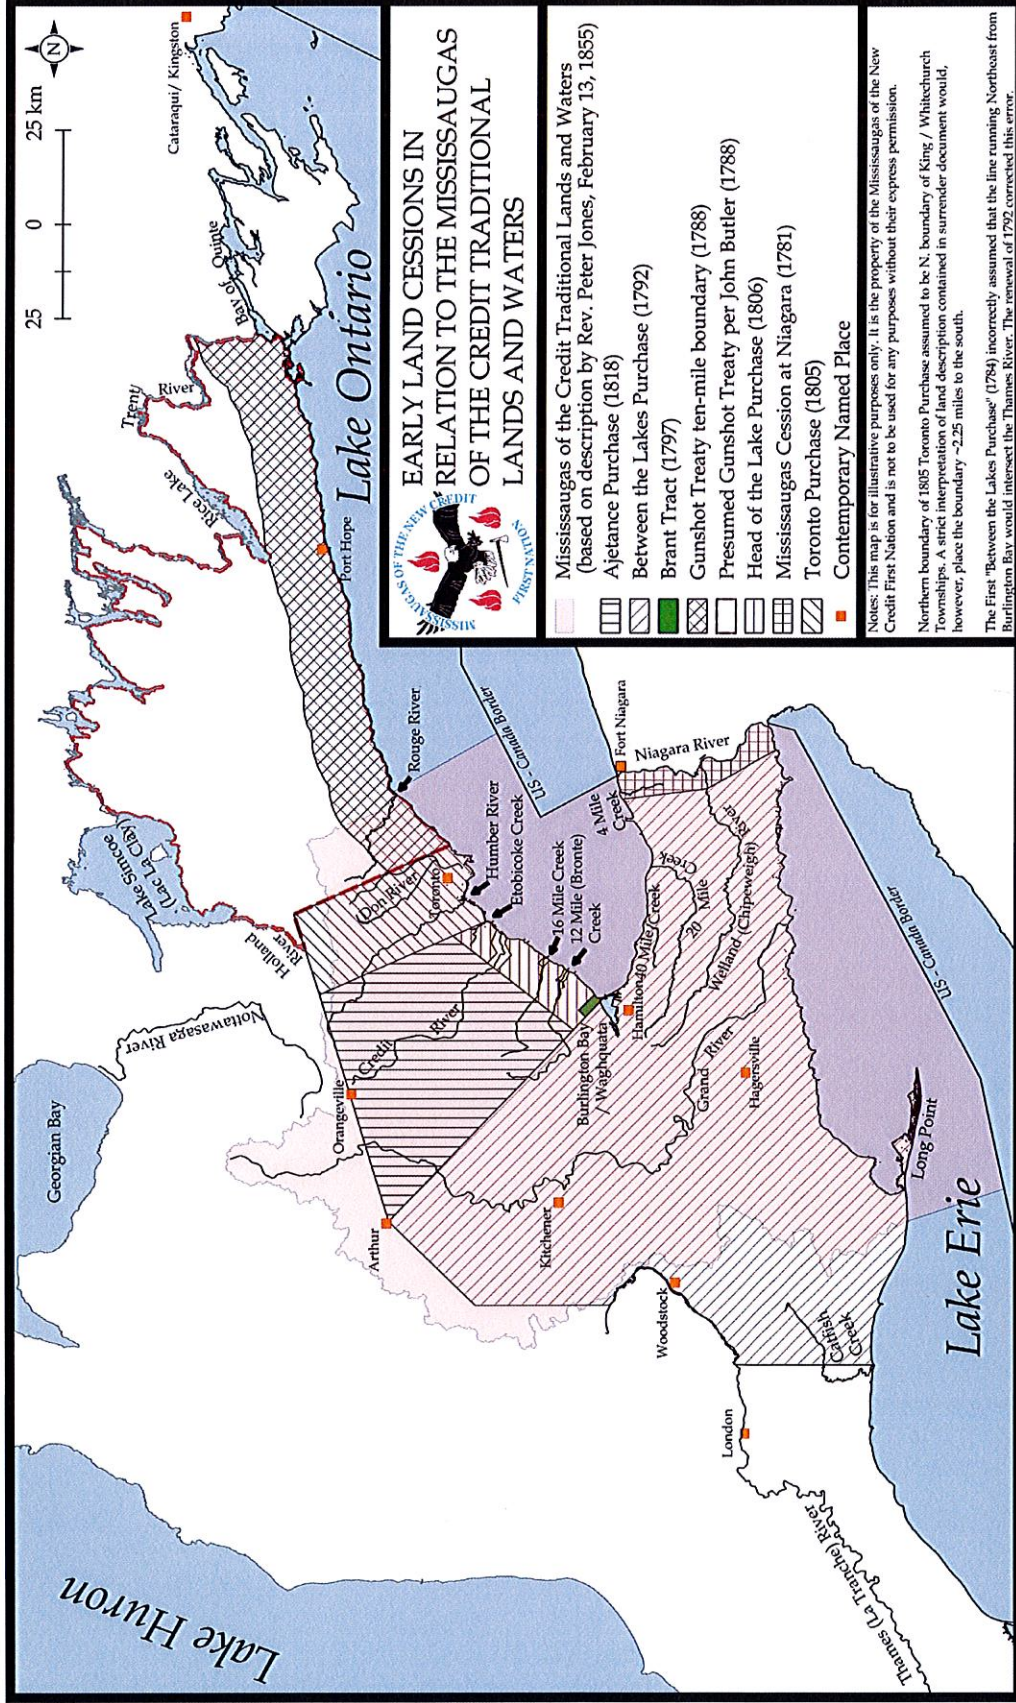 Cataraqui/ Kingston
N
25 0 25 km
Bay of
Quinte
Trent
River
Rice Lake
Port Hope
Lake Ontario
Lake Simcoe
(Lac La Clay)
Holland
River
Rouge River
Humber River
Etobicoke Creek
16 Mile Creek
12 Mile (Bronte)
Creek
(Don River
Toronto
US - Canada Border
Fort Niagara
Niagara River
4 Mile
Creek
Georgian Bay
Nottawasaga River
Orangeville
Credit
River
Arthur
Burlington Bay
/ Waghquata
Hamilton
40 Mile Creek
20 Mile Creek
Welland (Chipeweigh) River
Grand River
Hagersville
Kitchener
Woodstock
London
Catfish
Creek
Long Point
Lake Erie
US - Canada Border
Thames (La Tranche) River
Lake Huron
MISSISSAUGAS OF THE NEW CREDIT
FIRST NATION
EARLY LAND CESSIONS IN
RELATION TO THE MISSISSAUGAS
OF THE CREDIT TRADITIONAL
LANDS AND WATERS
Mississaugas of the Credit Traditional Lands and Waters
(based on description by Rev. Peter Jones, February 13, 1855)
Ajetance Purchase (1818)
Between the Lakes Purchase (1792)
Brant Tract (1797)
Gunshot Treaty ten-mile boundary (1788)
Presumed Gunshot Treaty per John Butler (1788)
Head of the Lake Purchase (1806)
Mississaugas Cession at Niagara (1781)
Toronto Purchase (1805)
Contemporary Named Place
Notes: This map is for illustrative purposes only. It is the property of the Mississaugas of the New
Credit First Nation and is not to be used for any purposes without their express permission.
Northern boundary of 1805 Toronto Purchase assumed to be N. boundary of King / Whitechurch
Townships. A strict interpretation of land description contained in surrender document would,
however, place the boundary ~2.25 miles to the south.
The First "Between the Lakes Purchase" (1784) incorrectly assumed that the line running Northeast from
Burlington Bay would intersect the Thames River. The renewal of 1792 corrected this error.